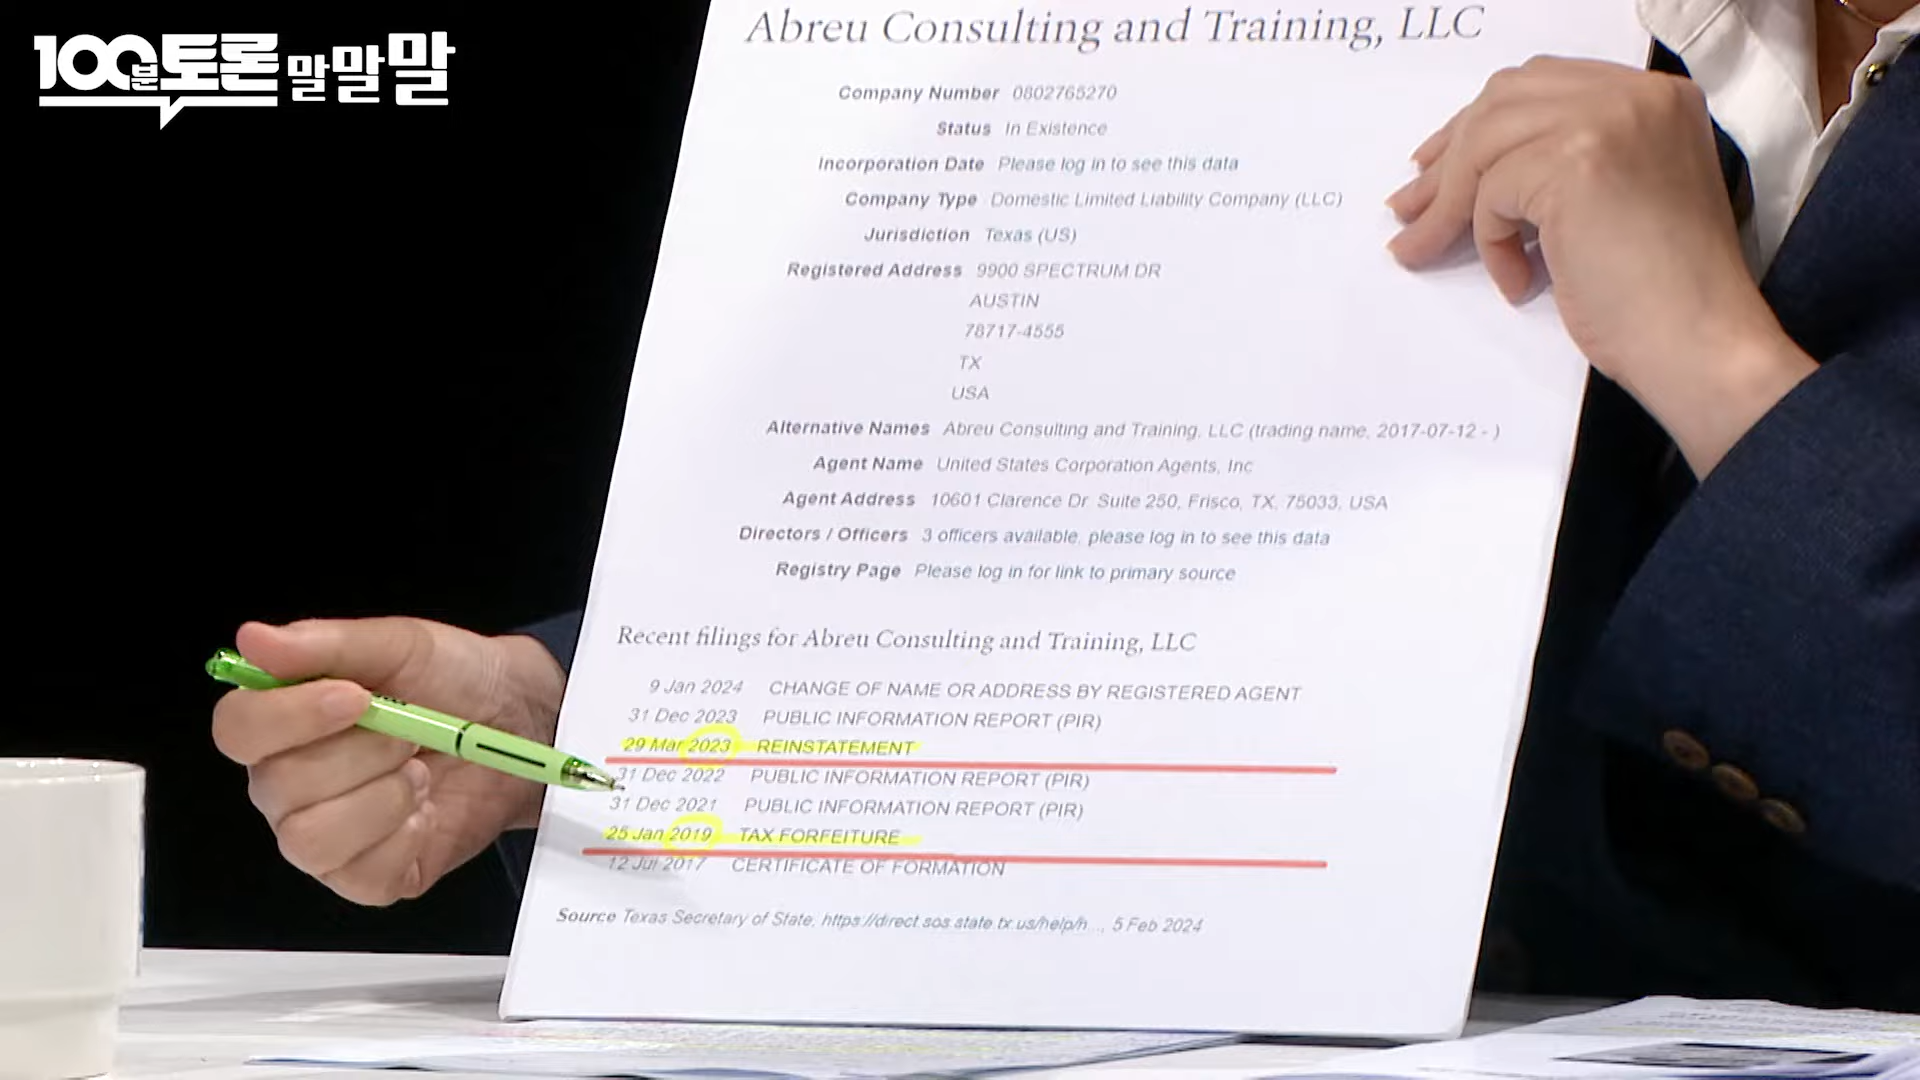 100분토론 말말말
Abreu Consulting and Training, LLC
Company Number 0802765270
Status In Existence
Incorporation Date Please log in to see this data
Company Type Domestic Limited Liability Company (LLC)
Jurisdiction Texas (US)
Registered Address 9900 SPECTRUM DR
AUSTIN
78717-4555
TX
USA
Alternative Names Abreu Consulting and Training, LLC (trading name, 2017-07-12 - )
Agent Name United States Corporation Agents, Inc
Agent Address 10601 Clarence Dr Suite 250, Frisco, TX, 75033, USA
Directors / Officers 3 officers available, please log in to see this data
Registry Page Please log in for link to primary source
Recent filings for Abreu Consulting and Training, LLC
9 Jan 2024 CHANGE OF NAME OR ADDRESS BY REGISTERED AGENT
31 Dec 2023 PUBLIC INFORMATION REPORT (PIR)
29 Mar 2023 REINSTATEMENT
31 Dec 2022 PUBLIC INFORMATION REPORT (PIR)
31 Dec 2021 PUBLIC INFORMATION REPORT (PIR)
25 Jan 2019 TAX FORFEITURE
12 Jul 2017 CERTIFICATE OF FORMATION
Source Texas Secretary of State, https://direct.sos.state.tx.us/help/h..., 5 Feb 2024